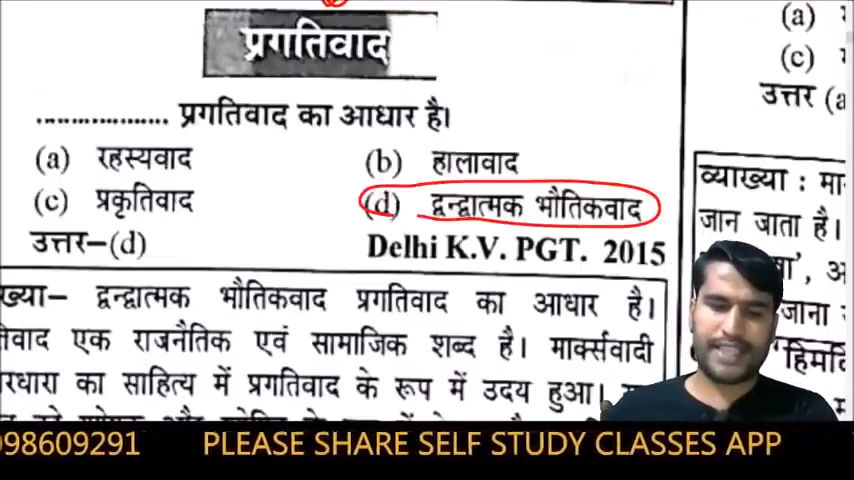 प्रगतिवाद
................... प्रगतिवाद का आधार है।
(a) रहस्यवाद (b) हालावाद
(c) प्रकृतिवाद (d) द्वन्द्वात्मक भौतिकवाद
उत्तर–(d) Delhi K.V. PGT. 2015
द्वन्द्वात्मक भौतिकवाद प्रगतिवाद का आधार है।
एक राजनैतिक एवं सामाजिक शब्द है। मार्क्सवादी
का साहित्य में प्रगतिवाद के रूप में उदय हुआ।
(a)
(c)
उत्तर (a
व्याख्या :
जान जाता है।
जाना
98609291 PLEASE SHARE SELF STUDY CLASSES APP